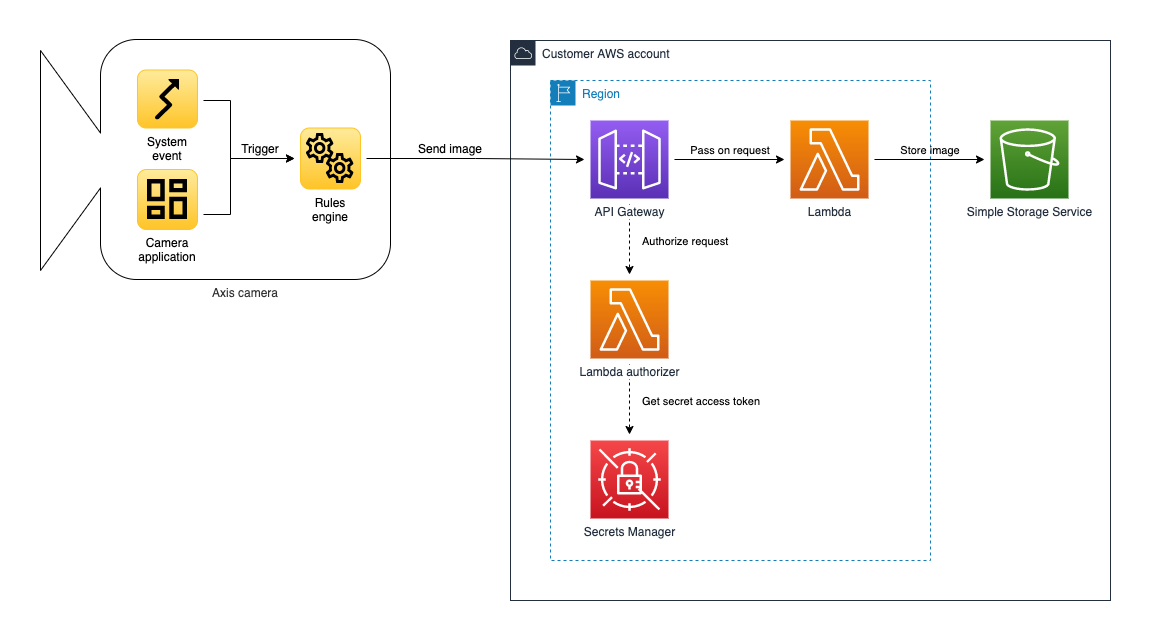 Customer AWS account
Region
System
event
Trigger
Send image
Pass on request
Store image
Rules
engine
API Gateway
Lambda
Simple Storage Service
Camera
application
Authorize request
Axis camera
Lambda authorizer
Get secret access token
Secrets Manager